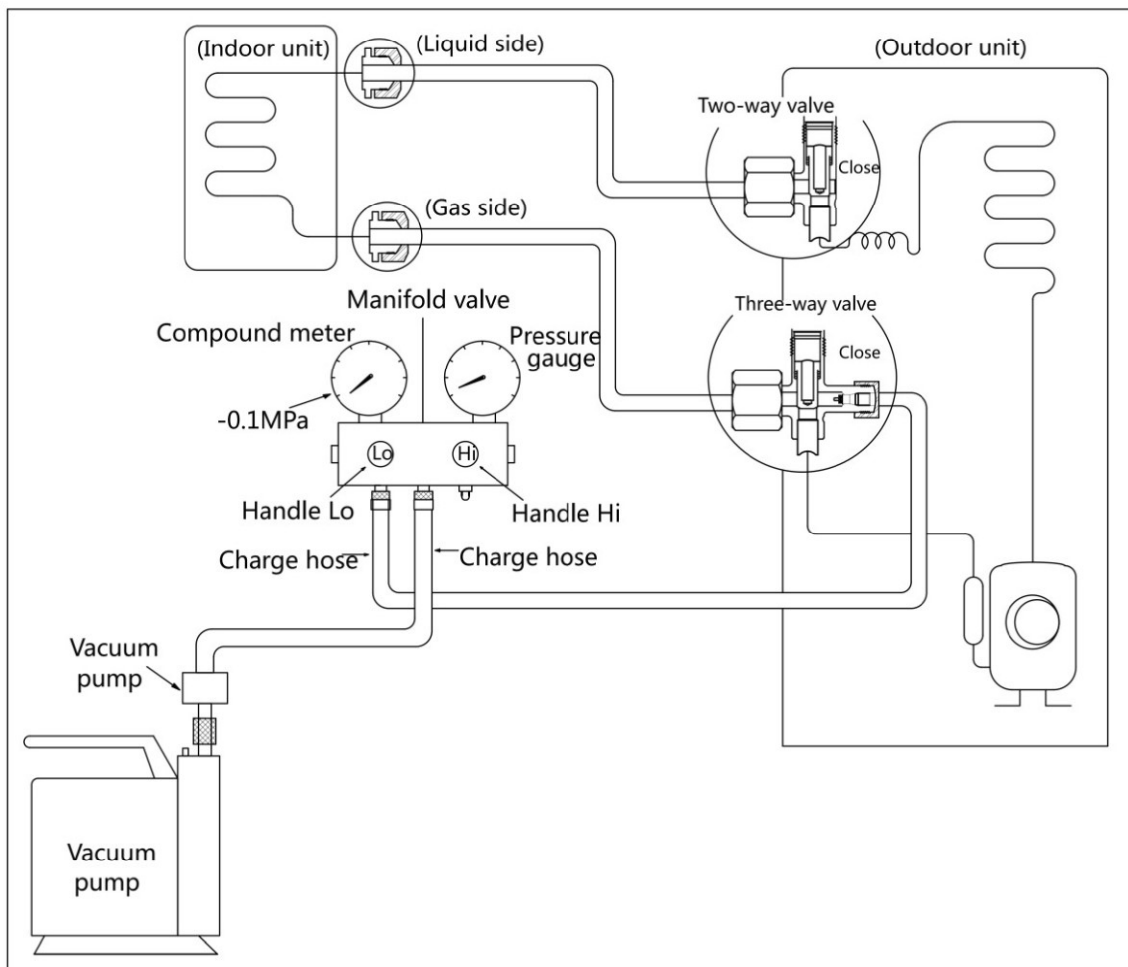 (Indoor unit)
(Liquid side)
(Outdoor unit)
Two-way valve
Close
(Gas side)
Manifold valve
Three-way valve
Compound meter
Pressure
gauge
Close
-0.1MPa
Lo
Hi
Handle Lo
Handle Hi
Charge hose
Charge hose
Vacuum
pump
Vacuum
pump